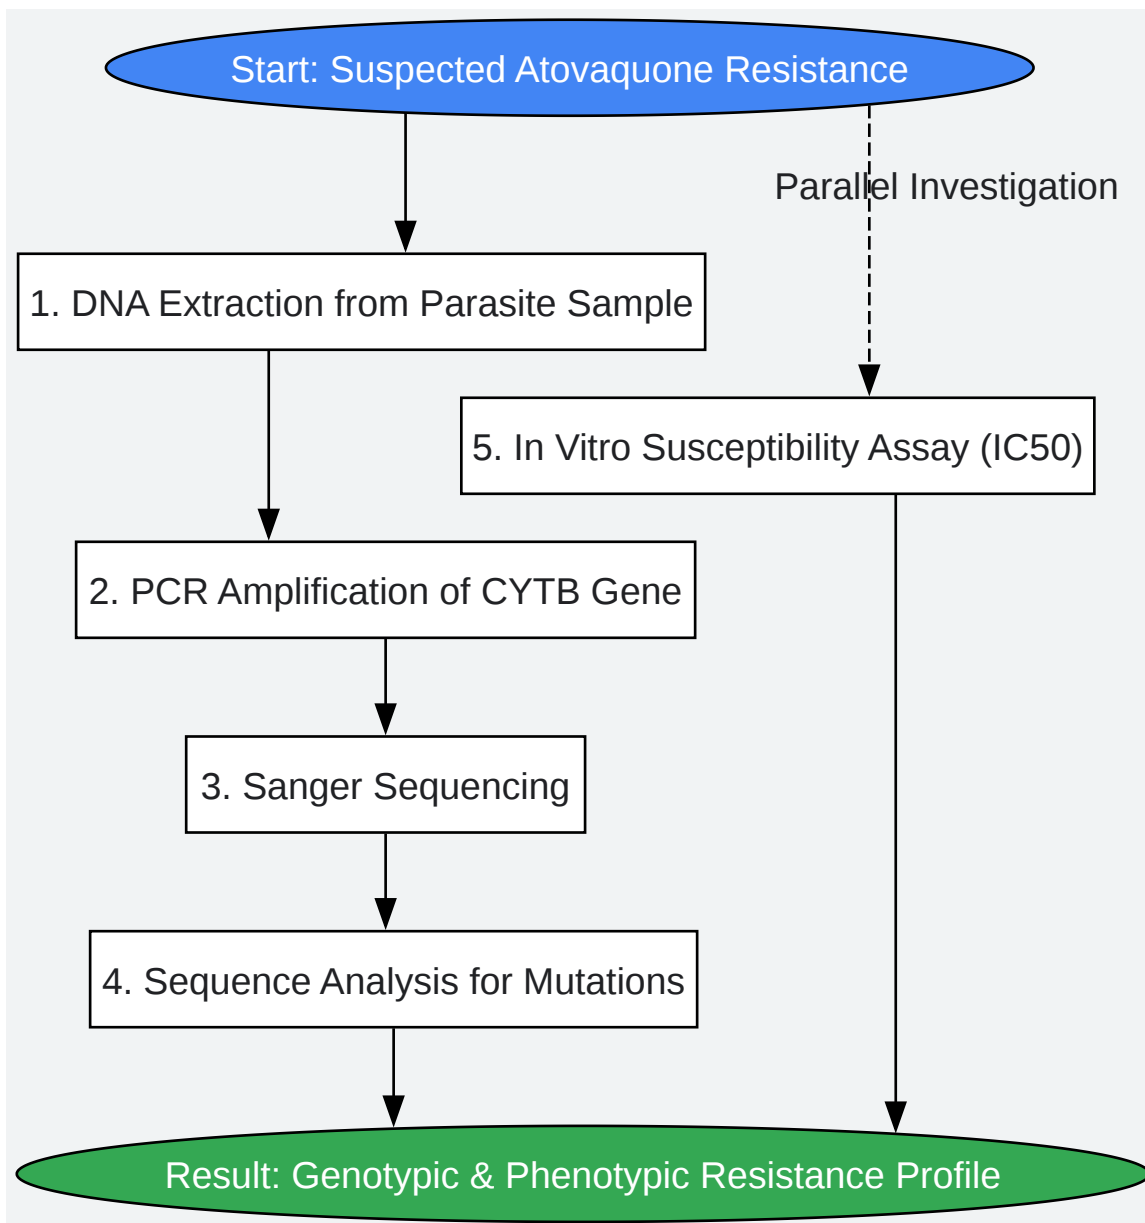 Start: Suspected Atovaquone Resistance
Parallel Investigation
1. DNA Extraction from Parasite Sample
5. In Vitro Susceptibility Assay (IC50)
2. PCR Amplification of CYTB Gene
3. Sanger Sequencing
4. Sequence Analysis for Mutations
Result: Genotypic & Phenotypic Resistance Profile